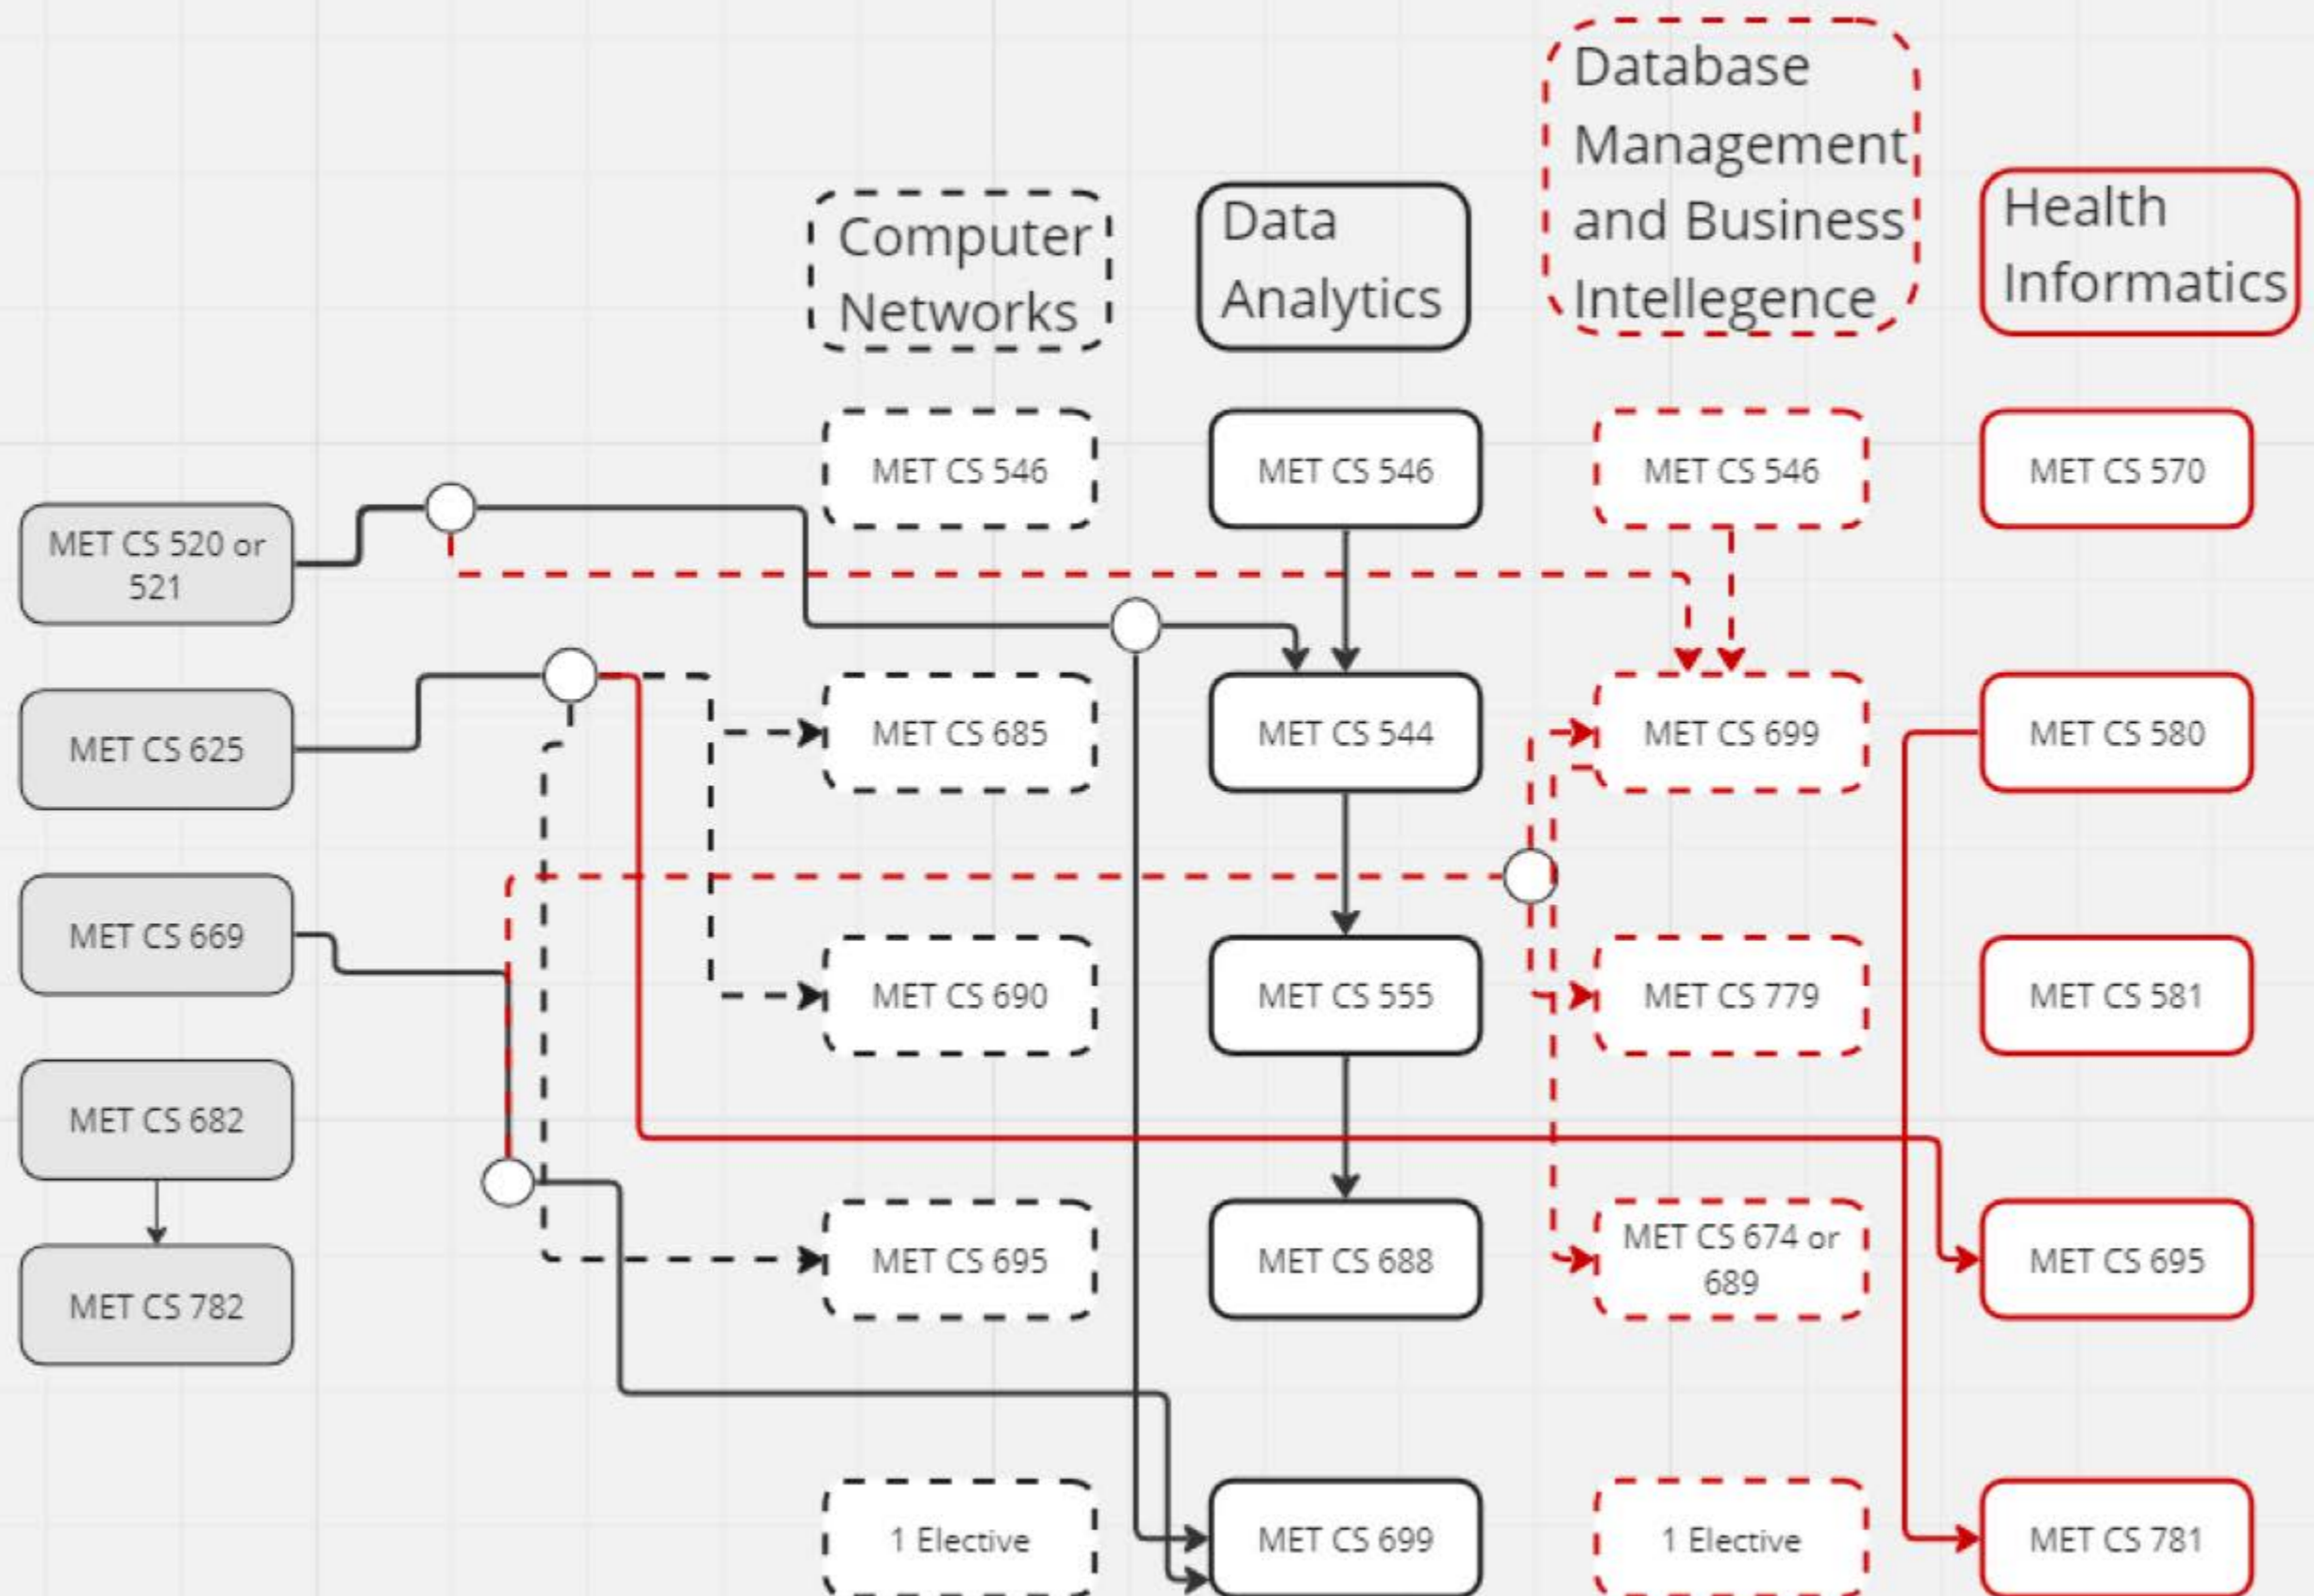 Database
Management
and Business
Intellegence
Computer
Networks
Data
Analytics
Health
Informatics
MET CS 546
MET CS 546
MET CS 546
MET CS 570
MET CS 520 or
521
MET CS 625
MET CS 685
MET CS 544
MET CS 699
MET CS 580
MET CS 669
MET CS 690
MET CS 555
MET CS 779
MET CS 581
MET CS 682
MET CS 782
MET CS 695
MET CS 688
MET CS 674 or
689
MET CS 695
1 Elective
MET CS 699
1 Elective
MET CS 781